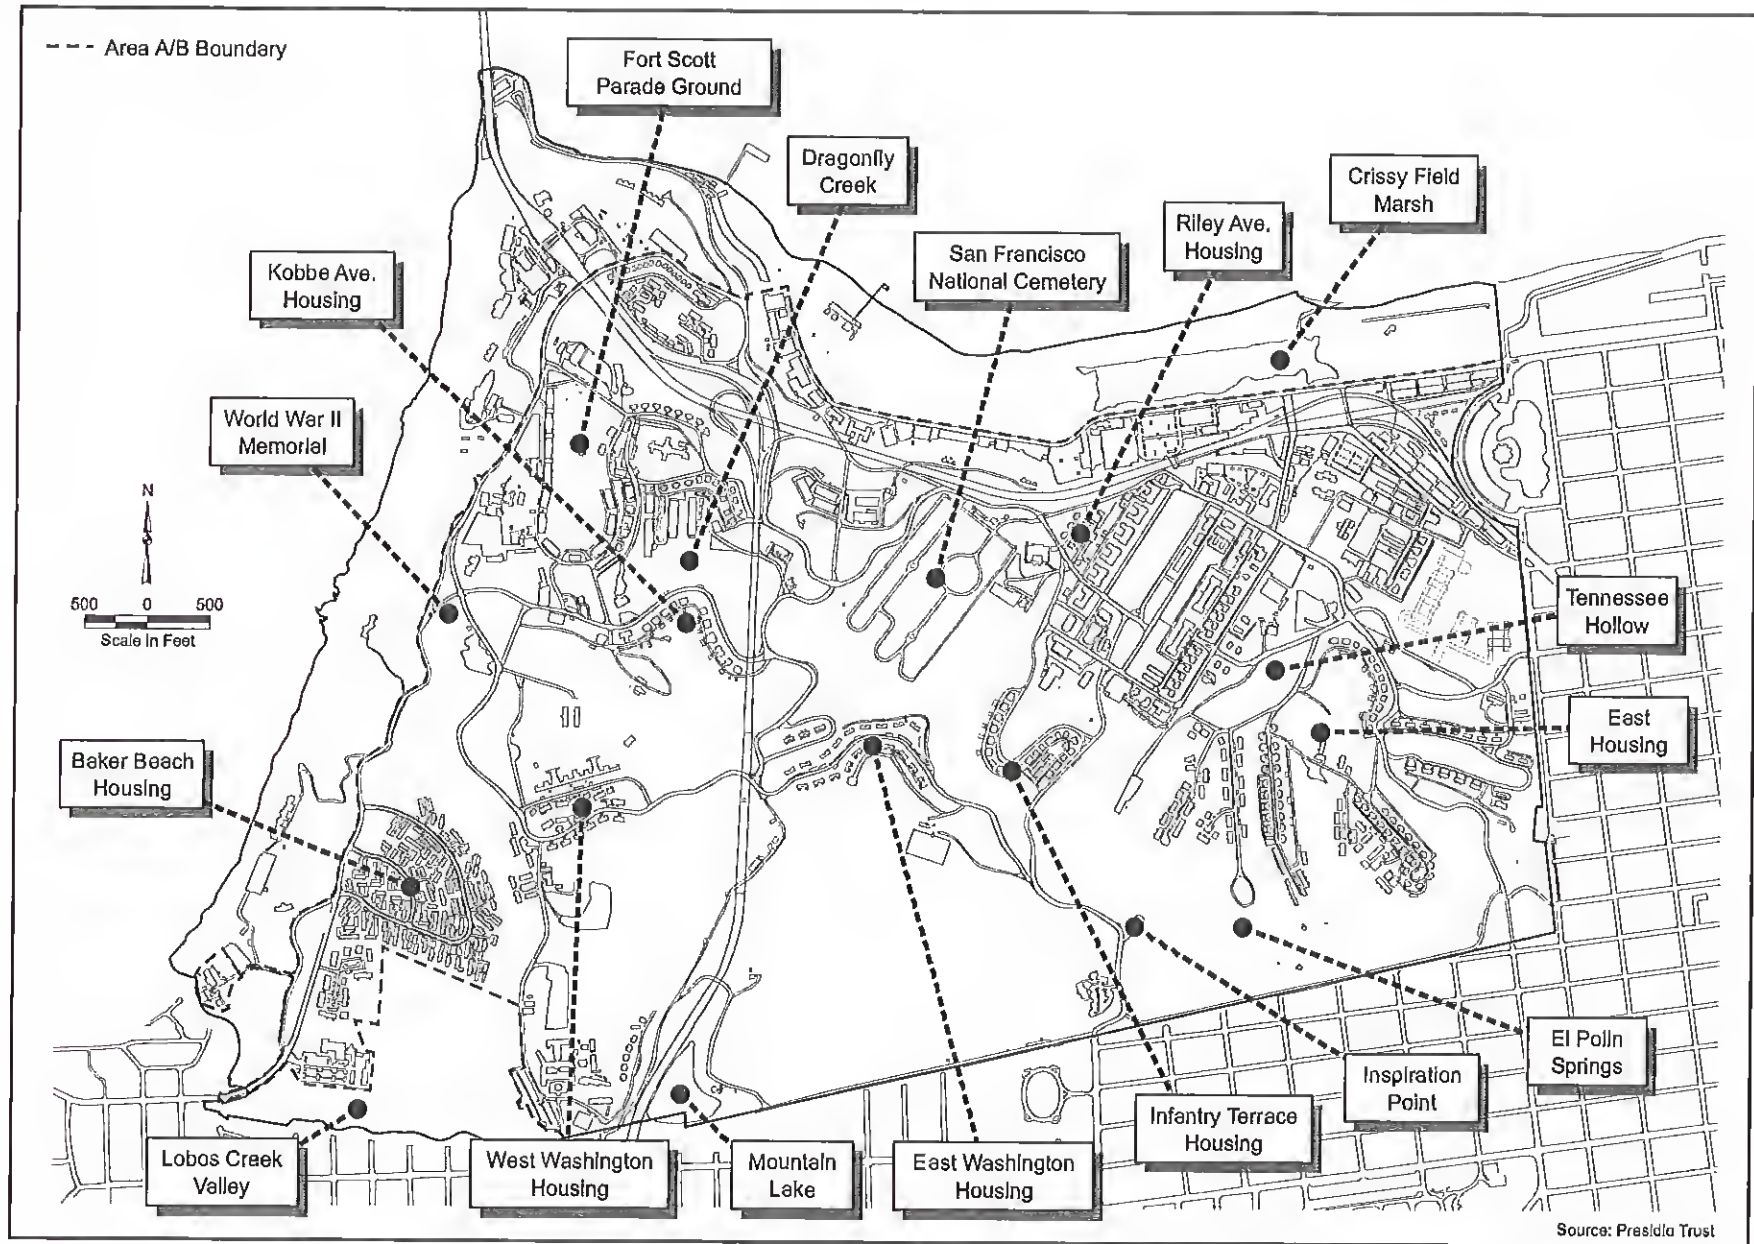 Area A/B Boundary
Fort Scott
Parade Ground
Dragonfly
Creek
Crissy Field
Marsh
Riley Ave.
Housing
San Francisco
National Cemetery
Kobbe Ave.
Housing
World War II
Memorial
N
500 0 500
Scale In Feet
Tennessee
Hollow
East
Housing
Baker Beach
Housing
El Polin
Springs
Inspiration
Point
Infantry Terrace
Housing
Lobos Creek
Valley
West Washington
Housing
Mountain
Lake
East Washington
Housing
Source: Presidio Trust